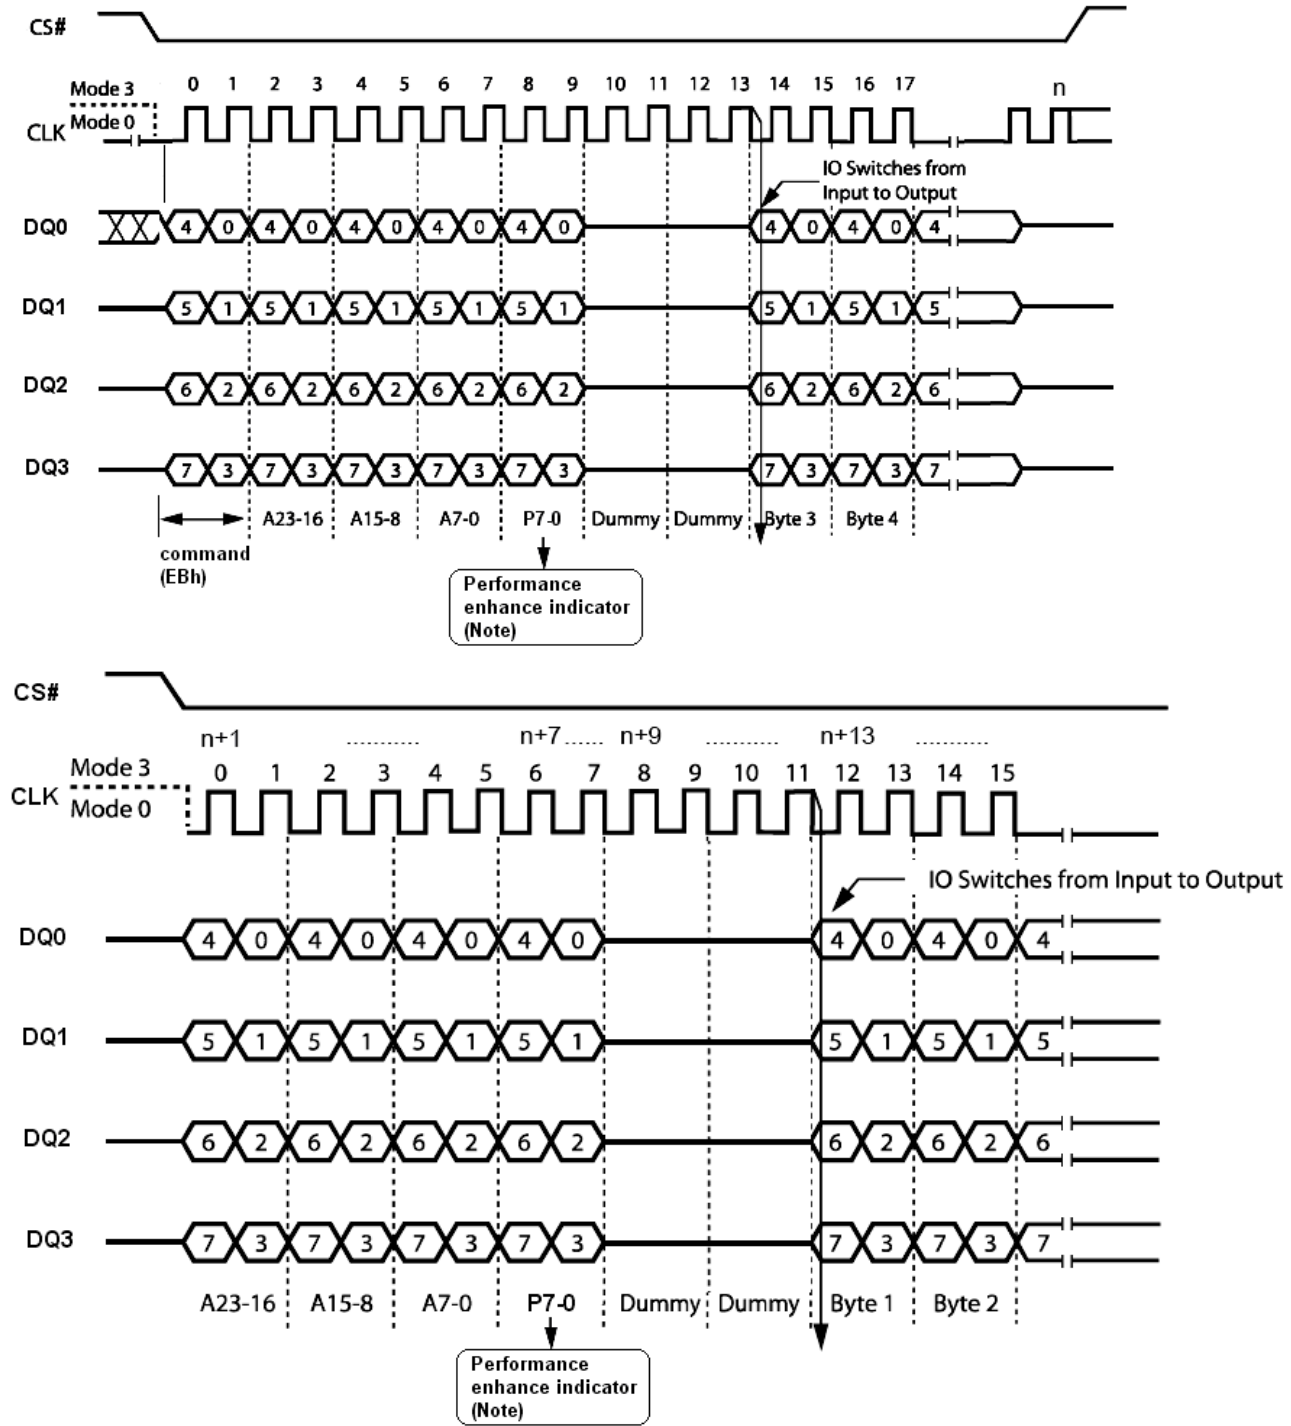 CS#
0 1 2 3 4 5 6 7 8 9 10 11 12 13 14 15 16 17 n
Mode 3
Mode 0
CLK
IO Switches from
Input to Output
DQ0 4 0 4 0 4 0 4 0 4 0 4 0 4 0 4
DQ1 5 1 5 1 5 1 5 1 5 1 5 1 5 1 5
DQ2 6 2 6 2 6 2 6 2 6 2 6 2 6 2 6
DQ3 7 3 7 3 7 3 7 3 7 3 7 3 7 3 7
A23-16 A15-8 A7-0 P7-0 Dummy Dummy Byte 3 Byte 4
command
(EBh)
Performance
enhance indicator
(Note)
CS#
n+1 ............ n+7...... n+9 ............ n+13 ............
0 1 2 3 4 5 6 7 8 9 10 11 12 13 14 15
Mode 3
CLK
Mode 0
IO Switches from Input to Output
DQ0 4 0 4 0 4 0 4 0 4 0 4 0 4
DQ1 5 1 5 1 5 1 5 1 5 1 5 1 5
DQ2 6 2 6 2 6 2 6 2 6 2 6 2 6
DQ3 7 3 7 3 7 3 7 3 7 3 7 3 7
A23-16 A15-8 A7-0 P7-0 Dummy Dummy Byte 1 Byte 2
Performance
enhance indicator
(Note)